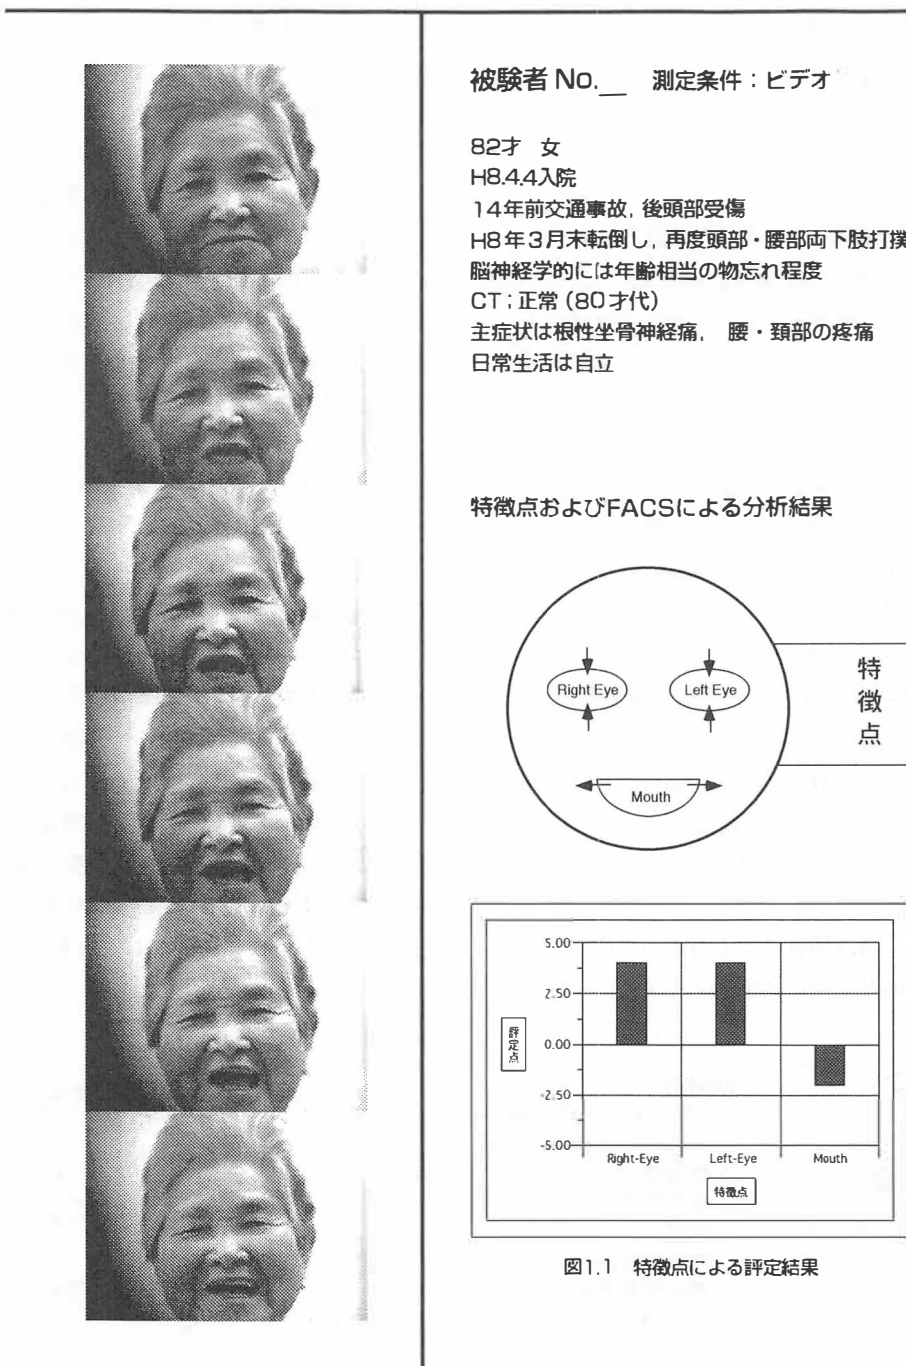 被験者 No.__ 測定条件：ビデオ
82才 女
H8.4.4入院
14年前交通事故, 後頭部受傷
H8年3月末転倒し, 再度頭部・腰部両下肢打撲
脳神経学的には年齢相当の物忘れ程度
CT ; 正常 (80才代)
主症状は根性坐骨神経痛, 腰・頚部の疼痛
日常生活は自立
特徴点およびFACSによる分析結果
Right Eye
Left Eye
Mouth
特徴点
5.00
2.50
0.00
-2.50
-5.00
評定点
Right-Eye
Left-Eye
Mouth
特徴点
図1.1 特徴点による評定結果